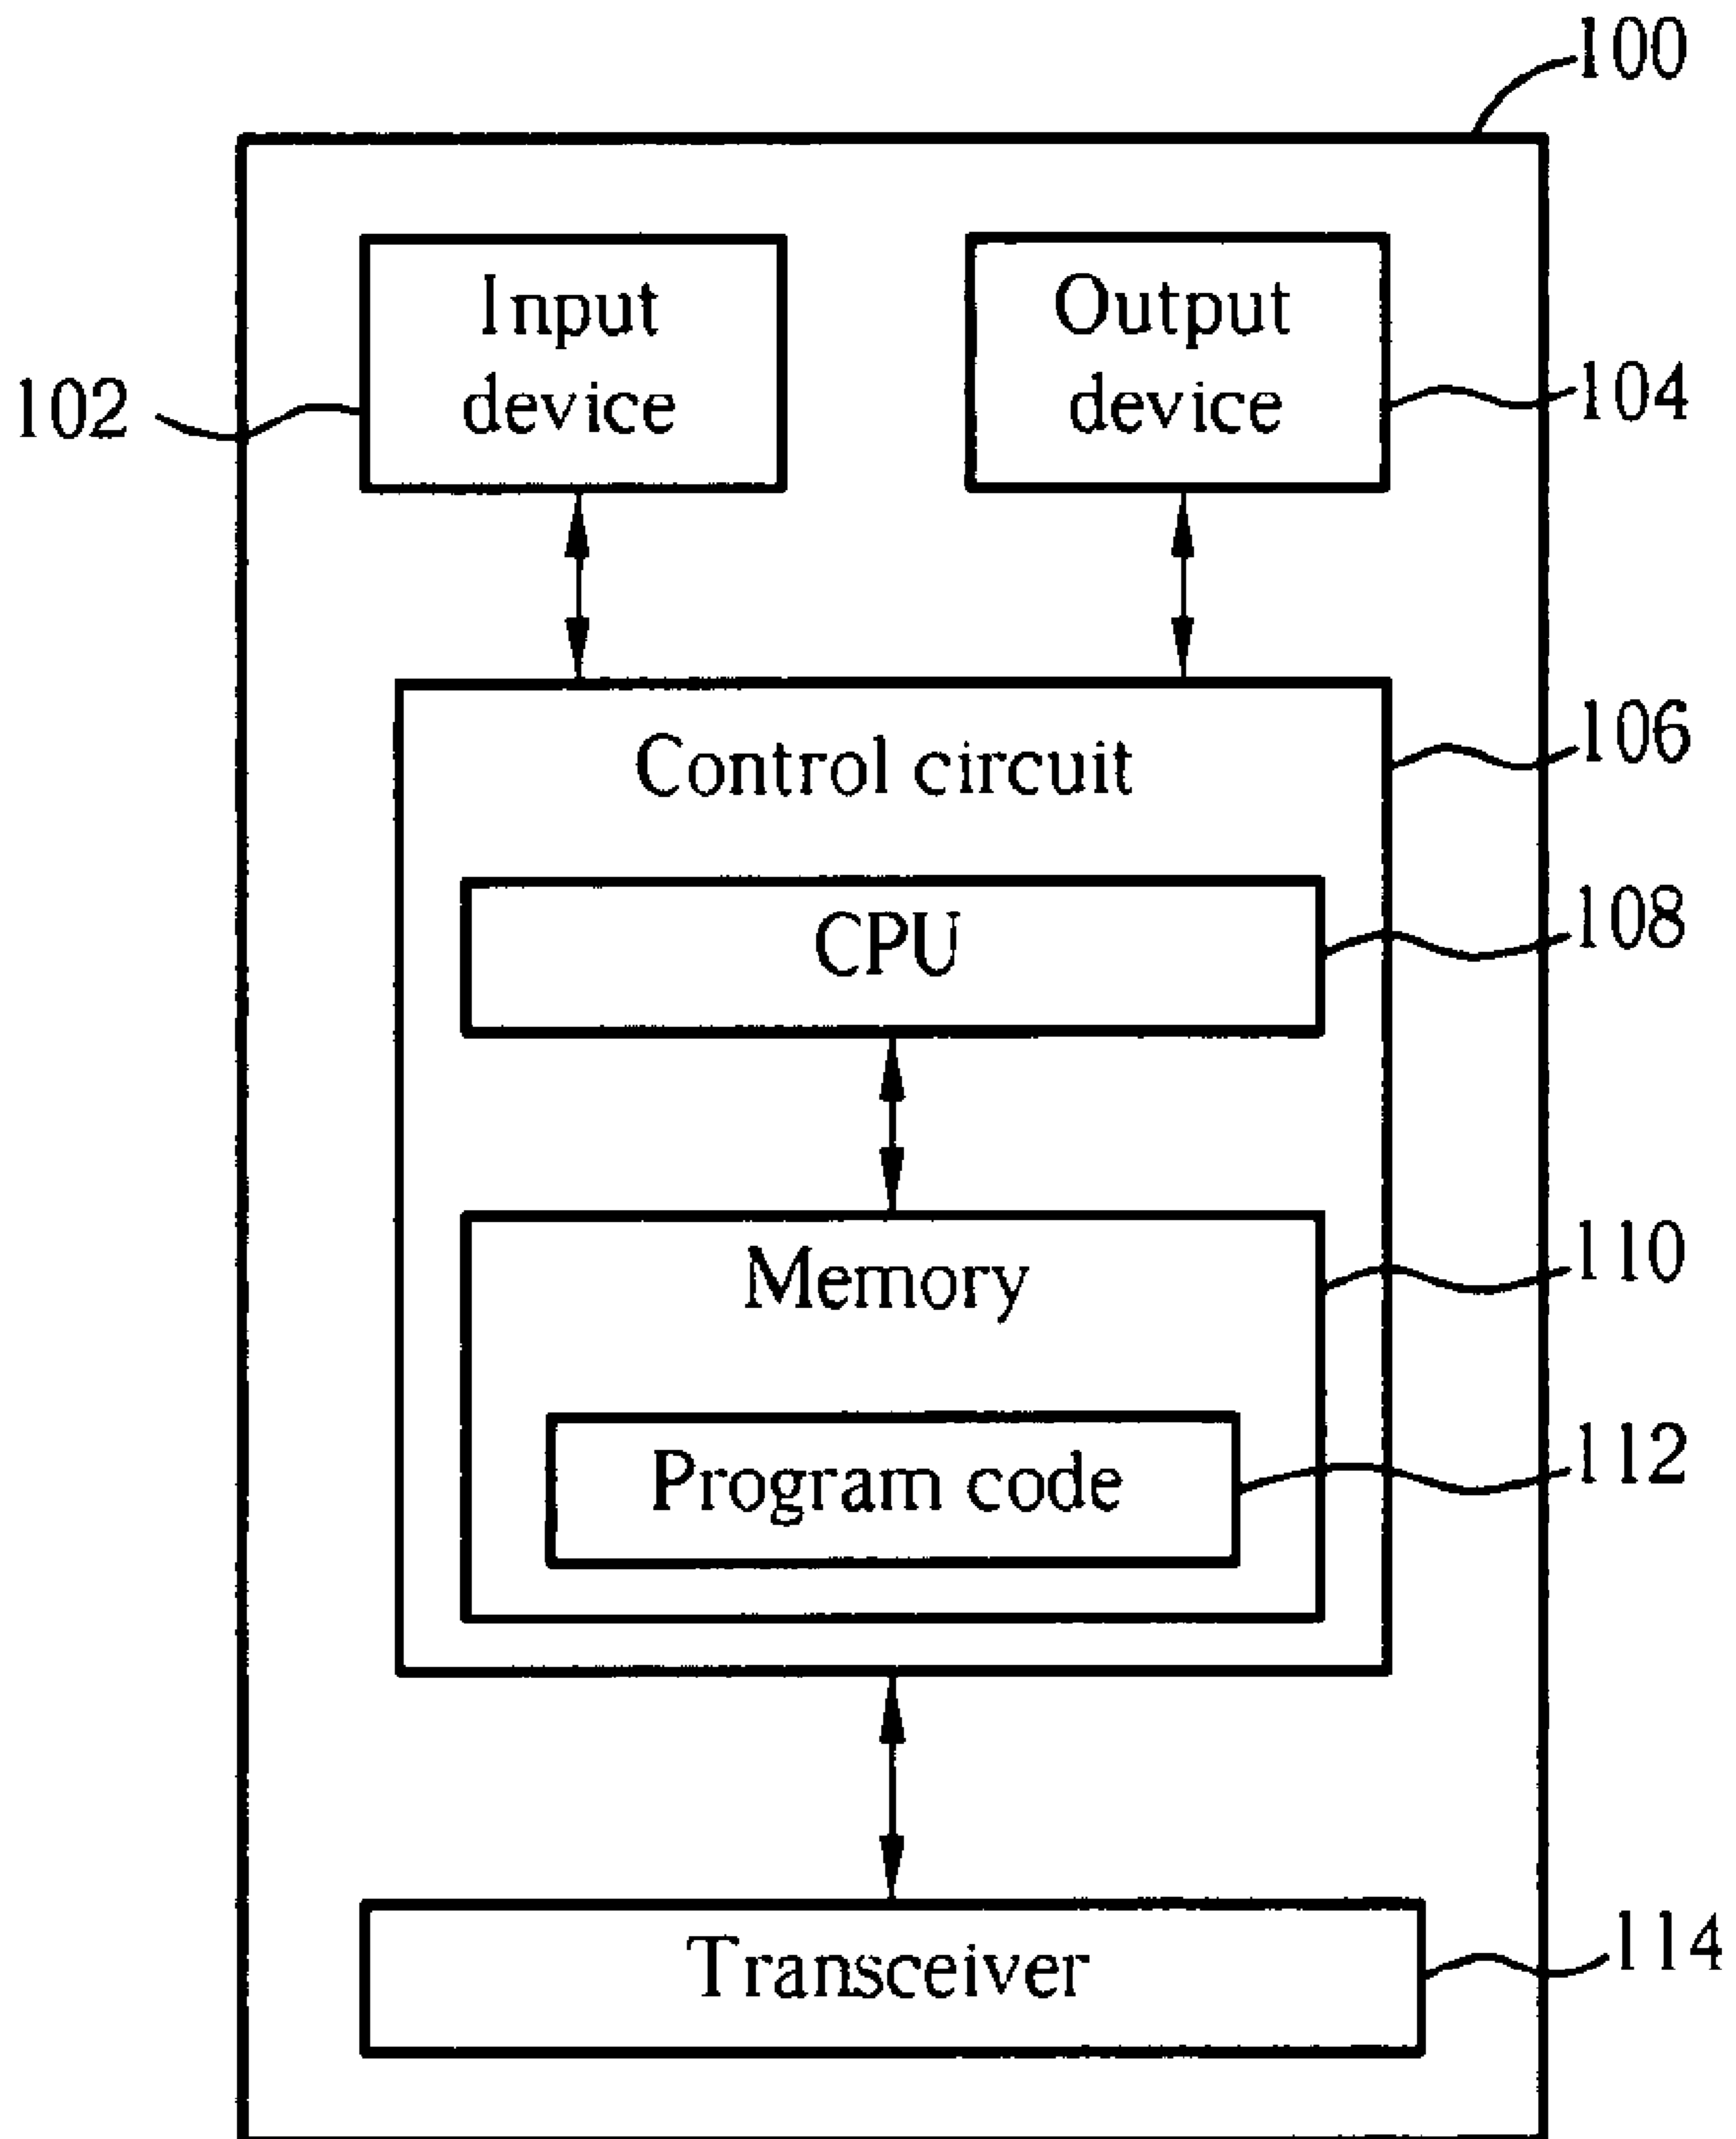 100
Input
device
Output
device
102
104
Control circuit
106
CPU
108
Memory
110
Program code
112
Transceiver
114